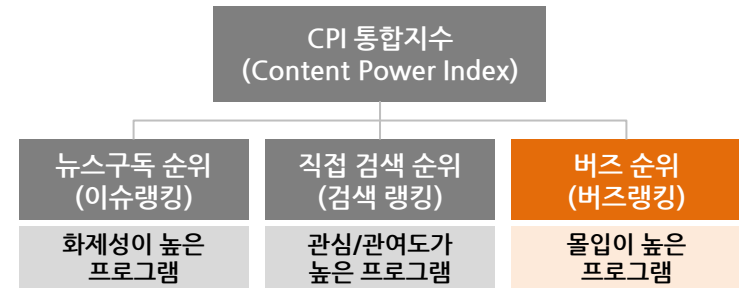 CPI 통합지수
(Content Power Index)
뉴스구독 순위
(이슈랭킹)
화제성이 높은
프로그램
직접 검색 순위
(검색 랭킹)
관심/관여도가
높은 프로그램
버즈 순위
(버즈랭킹)
몰입이 높은
프로그램